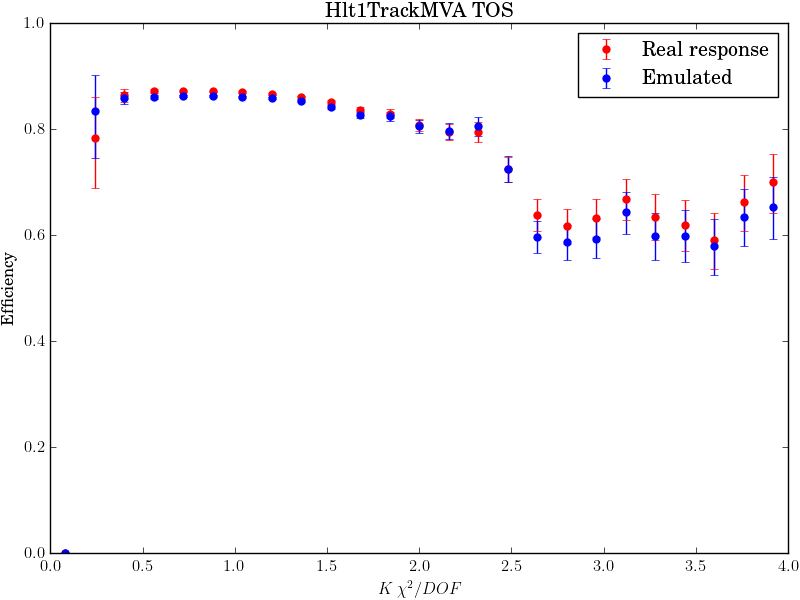 Hlt1TrackMVA TOS
Real response
Emulated
Efficiency
1.0
0.8
0.6
0.4
0.2
0.0
0.0 0.5 1.0 1.5 2.0 2.5 3.0 3.5 4.0
K χ²/DOF